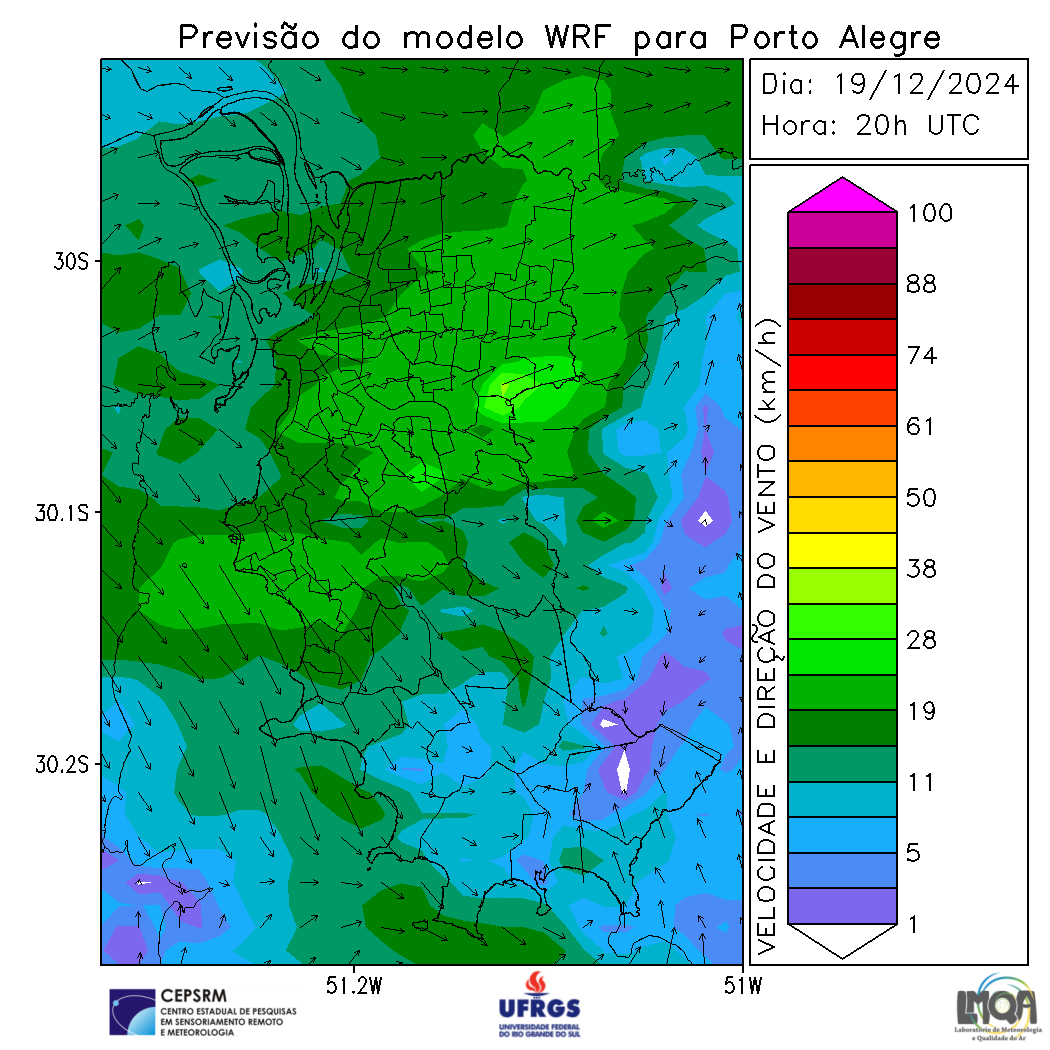 Previsão do modelo WRF para Porto Alegre
Dia: 19/12/2024
Hora: 20h UTC
30S
30.1S
30.2S
51.2W
51W
VELOCIDADE E DIREÇÃO DO VENTO (km/h)
100
88
74
61
50
38
28
19
11
5
1
CEPSRM
CENTRO ESTADUAL DE PESQUISAS
EM SENSORIAMENTO REMOTO
E METEOROLOGIA
UFRGS
UNIVERSIDADE FEDERAL
DO RIO GRANDE DO SUL
LMQA
Laboratório de Meteorologia
e Qualidade do Ar